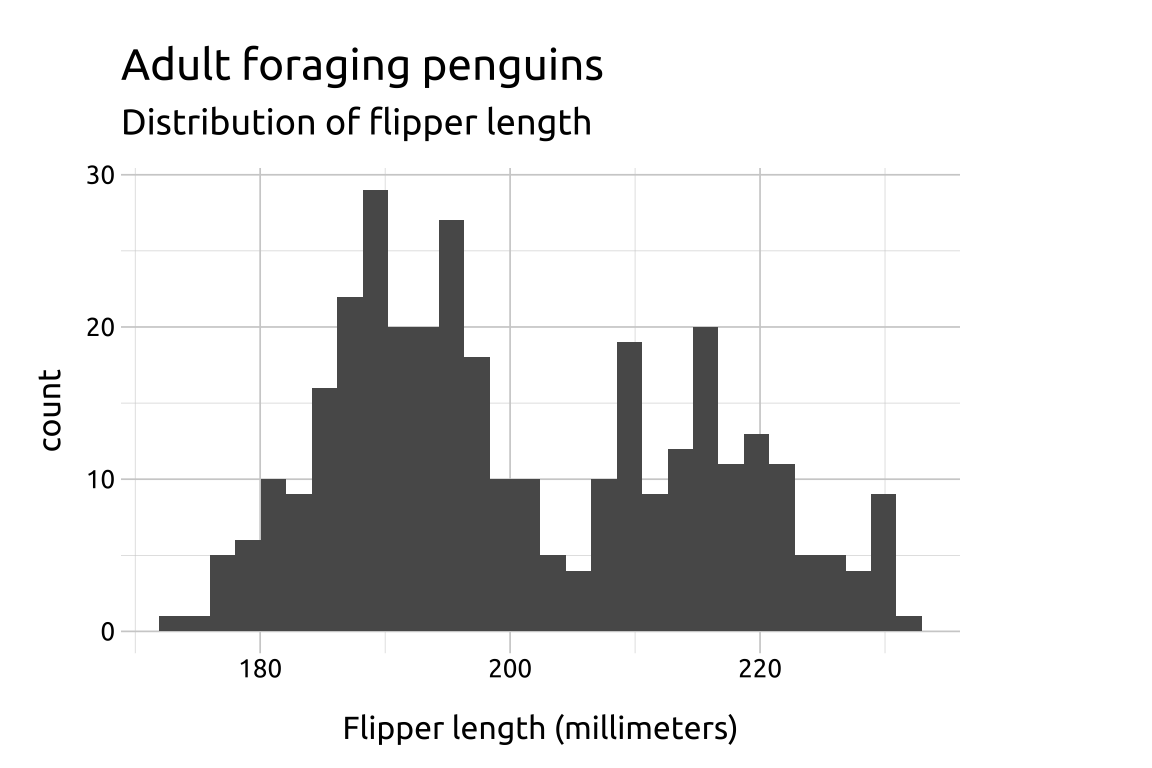 Adult foraging penguins
Distribution of flipper length
30
20
10
0
count
180 200 220
Flipper length (millimeters)